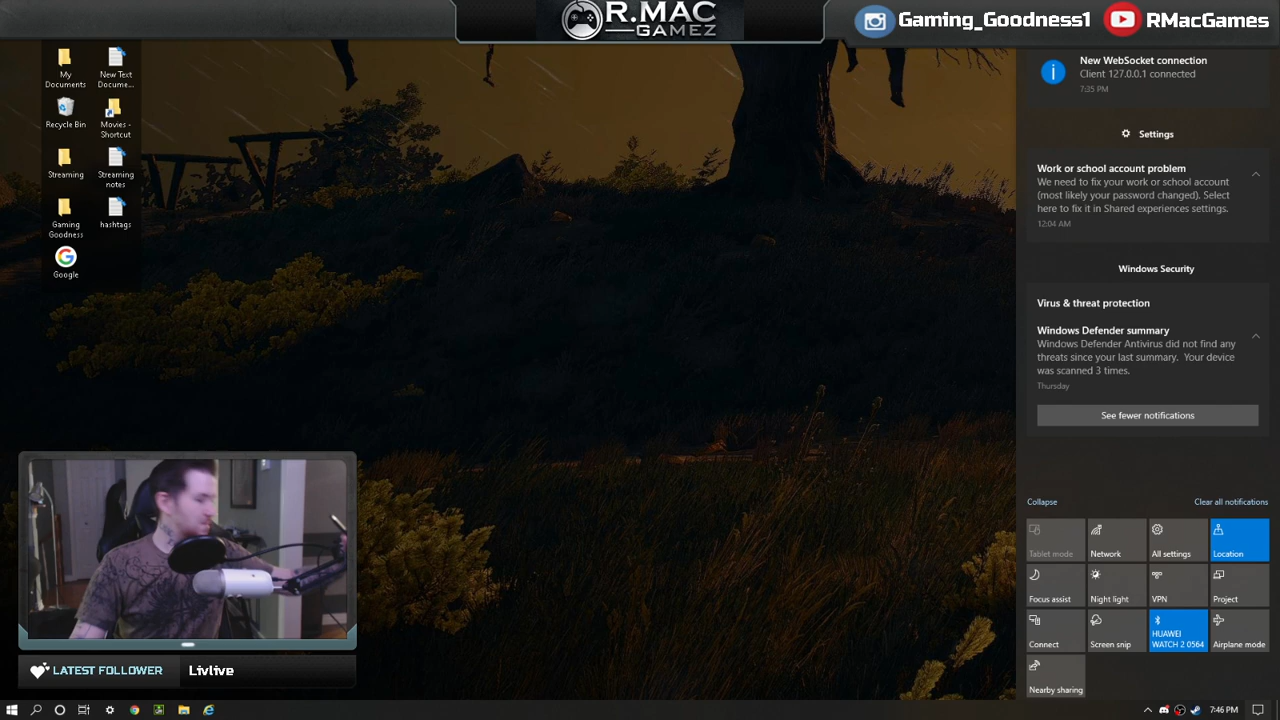 R.MAC
GAMEZ
Gaming_Goodness1
RMacGames
My
Documents
New Text
Docume...
Recycle Bin
Movies -
Shortcut
Streaming
Streaming
notes
Gaming
Goodness
hashtags
Google
New WebSocket connection
Client 127.0.0.1 connected
7:35 PM
Settings
Work or school account problem
We need to fix your work or school account
(most likely your password changed). Select
here to fix it in Shared experiences settings.
12:04 AM
Windows Security
Virus & threat protection
Windows Defender summary
Windows Defender Antivirus did not find any
threats since your last summary. Your device
was scanned 3 times.
Thursday
See fewer notifications
Collapse
Clear all notifications
Tablet mode
Network
All settings
Location
Focus assist
Night light
VPN
Project
Connect
Screen snip
HUAWEI
WATCH 2 0564
Airplane mode
Nearby sharing
LATEST FOLLOWER
Livlive
7:46 PM